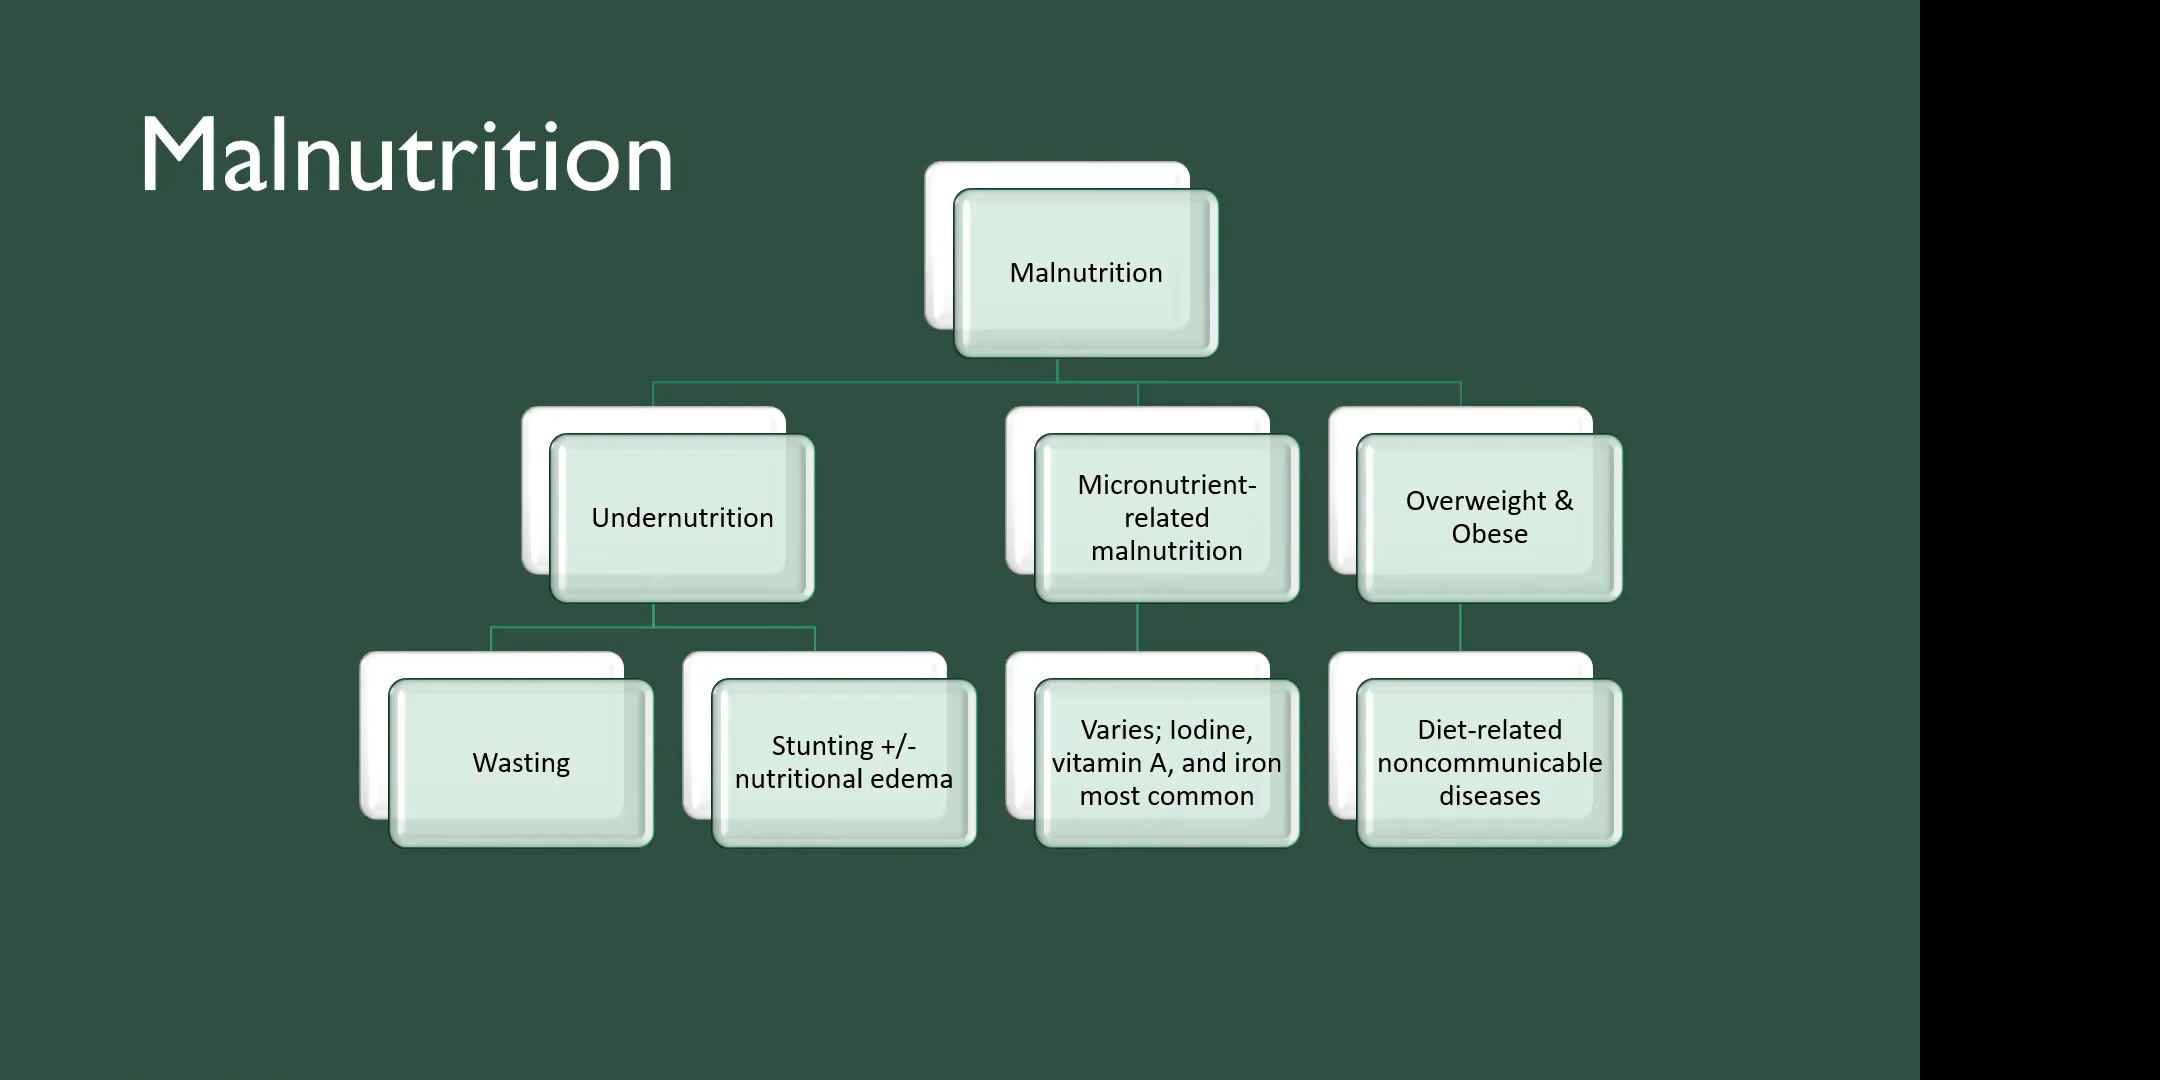 Malnutrition
Malnutrition
Undernutrition
Micronutrient-
related
malnutrition
Overweight &
Obese
Wasting
Stunting +/-
nutritional edema
Varies; Iodine,
vitamin A, and iron
most common
Diet-related
noncommunicable
diseases